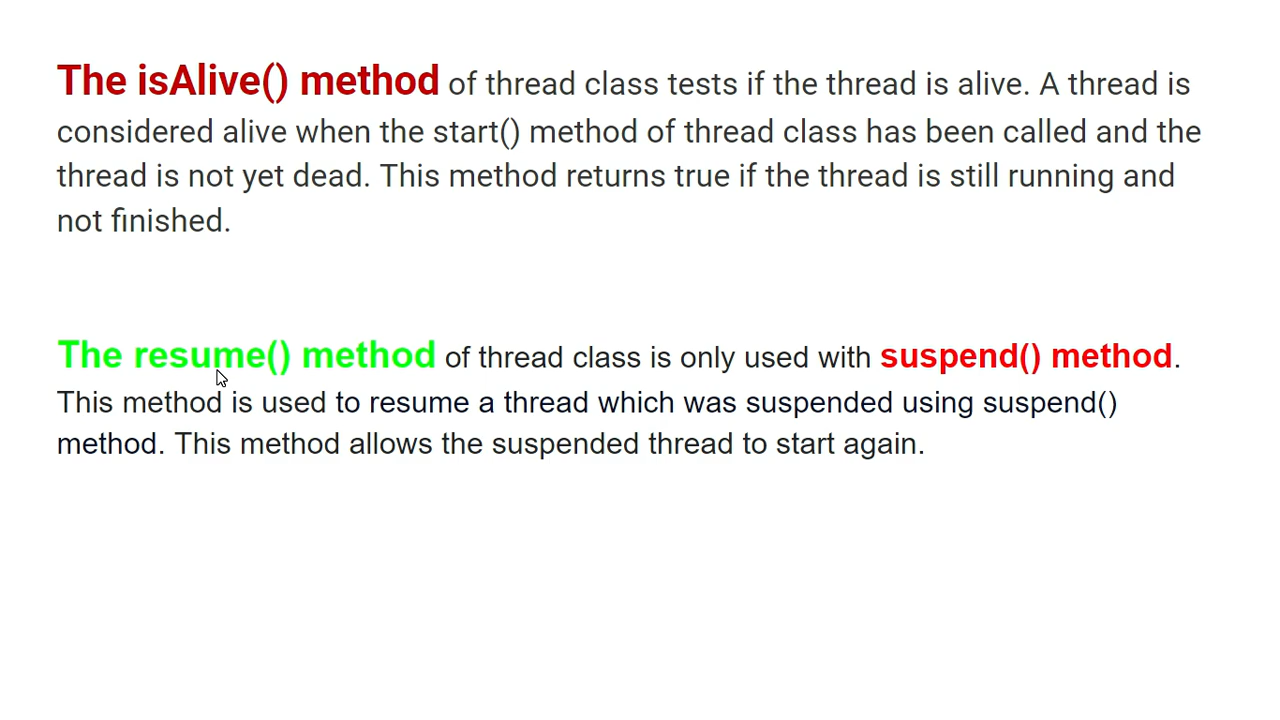 The isAlive() method of thread class tests if the thread is alive. A thread is
considered alive when the start() method of thread class has been called and the
thread is not yet dead. This method returns true if the thread is still running and
not finished.
The resume() method of thread class is only used with suspend() method.
This method is used to resume a thread which was suspended using suspend()
method. This method allows the suspended thread to start again.